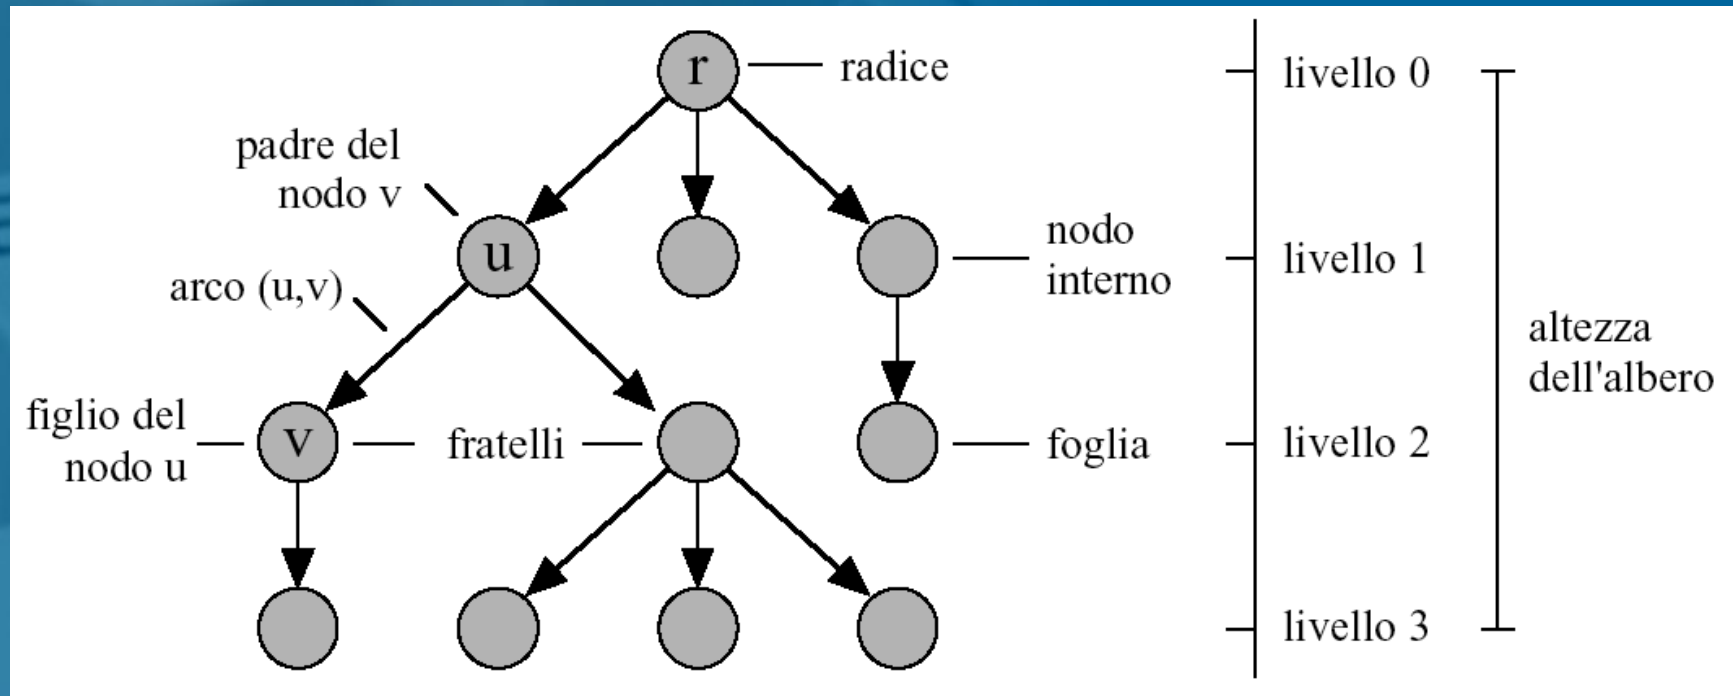 r
radice
livello 0
padre del
nodo v
u
nodo
interno
livello 1
arco (u,v)
altezza
dell'albero
figlio del
nodo u
v
fratelli
foglia
livello 2
livello 3